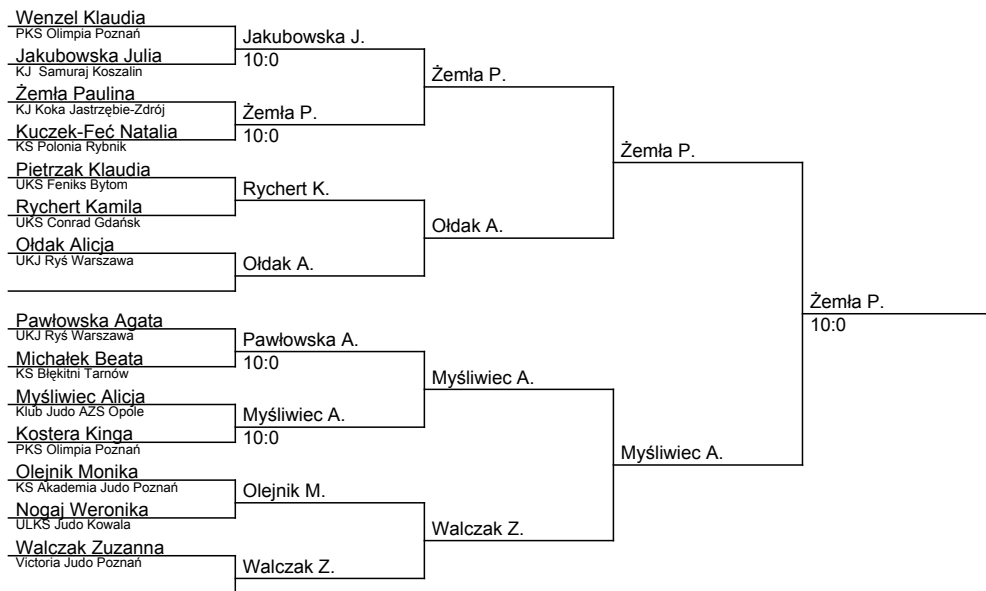 Wenzel Klaudia
PKS Olimpia Poznań
Jakubowska Julia
KJ Samuraj Koszalin
Żemła Paulina
KJ Koka Jastrzębie-Zdrój
Kuczek-Feć Natalia
KS Polonia Rybnik
Pietrzak Klaudia
UKS Feniks Bytom
Rychert Kamila
UKS Conrad Gdańsk
Ołdak Alicja
UKJ Ryś Warszawa
Pawłowska Agata
UKJ Ryś Warszawa
Michałek Beata
KS Błękitni Tarnów
Myśliwiec Alicja
Klub Judo AZS Opole
Kostera Kinga
PKS Olimpia Poznań
Olejnik Monika
KS Akademia Judo Poznań
Nogaj Weronika
ULKS Judo Kowala
Walczak Zuzanna
Victoria Judo Poznań
Jakubowska J.
10:0
Żemła P.
10:0
Rychert K.
Ołdak A.
Pawłowska A.
10:0
Myśliwiec A.
10:0
Olejnik M.
Walczak Z.
Żemła P.
Ołdak A.
Myśliwiec A.
Walczak Z.
Żemła P.
Myśliwiec A.
Żemła P.
10:0